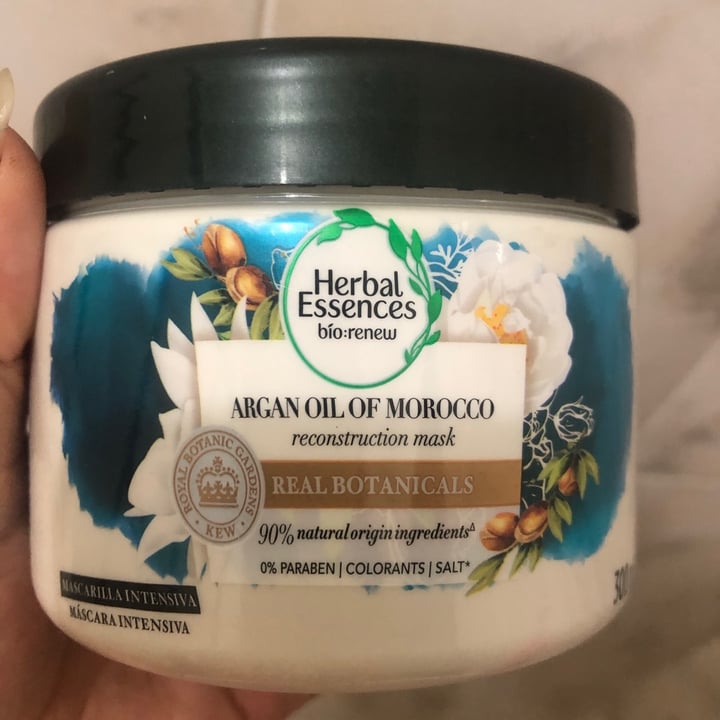 Herbal
Essences
bío:renew
ARGAN OIL OF MOROCCO
reconstruction mask
ROYAL BOTANIC GARDENS
KEW
REAL BOTANICALS
90% natural origin ingredientsᐞ
0% PARABEN | COLORANTS | SALT*
MASCARILLA INTENSIVA
MÁSCARA INTENSIVA